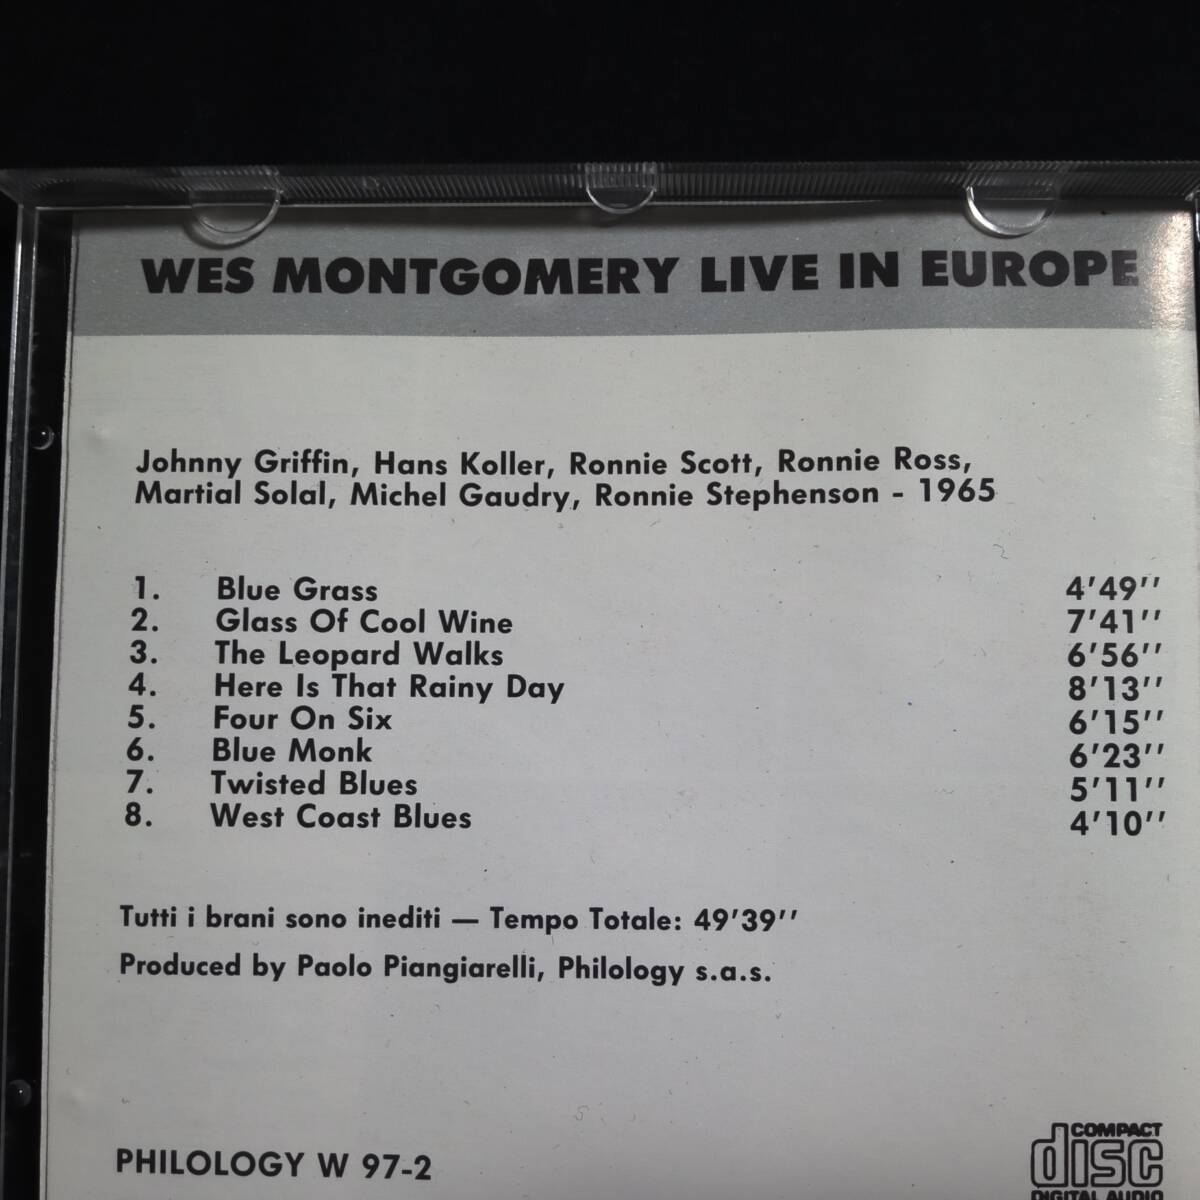 WES MONTGOMERY LIVE IN EUROPE
Johnny Griffin, Hans Koller, Ronnie Scott, Ronnie Ross,
Martial Solal, Michel Gaudry, Ronnie Stephenson - 1965
1. Blue Grass 4'49''
2. Glass Of Cool Wine 7'41''
3. The Leopard Walks 6'56''
4. Here Is That Rainy Day 8'13''
5. Four On Six 6'15''
6. Blue Monk 6'23''
7. Twisted Blues 5'11''
8. West Coast Blues 4'10''
Tutti i brani sono inediti — Tempo Totale: 49'39''
Produced by Paolo Piangiarelli, Philology s.a.s.
PHILOLOGY W 97-2
COMPACT
disc
DIGITAL AUDIO